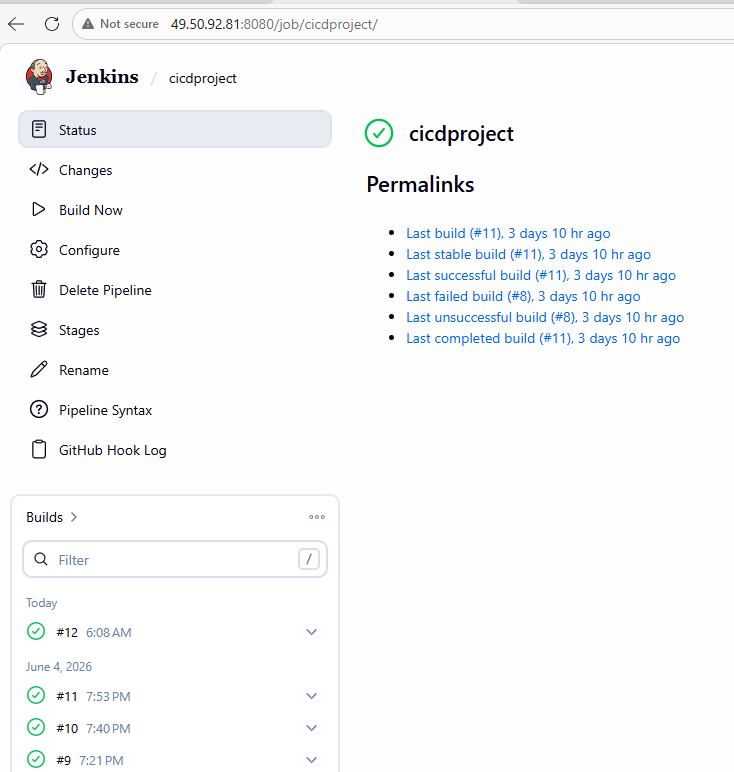 Not secure 49.50.92.81:8080/job/cicdproject/
Jenkins / cicdproject
Status
Changes
Build Now
Configure
Delete Pipeline
Stages
Rename
Pipeline Syntax
GitHub Hook Log
Builds
Filter /
Today
#12 6:08 AM
June 4, 2026
#11 7:53 PM
#10 7:40 PM
#9 7:21 PM
cicdproject
Permalinks
Last build (#11), 3 days 10 hr ago
Last stable build (#11), 3 days 10 hr ago
Last successful build (#11), 3 days 10 hr ago
Last failed build (#8), 3 days 10 hr ago
Last unsuccessful build (#8), 3 days 10 hr ago
Last completed build (#11), 3 days 10 hr ago